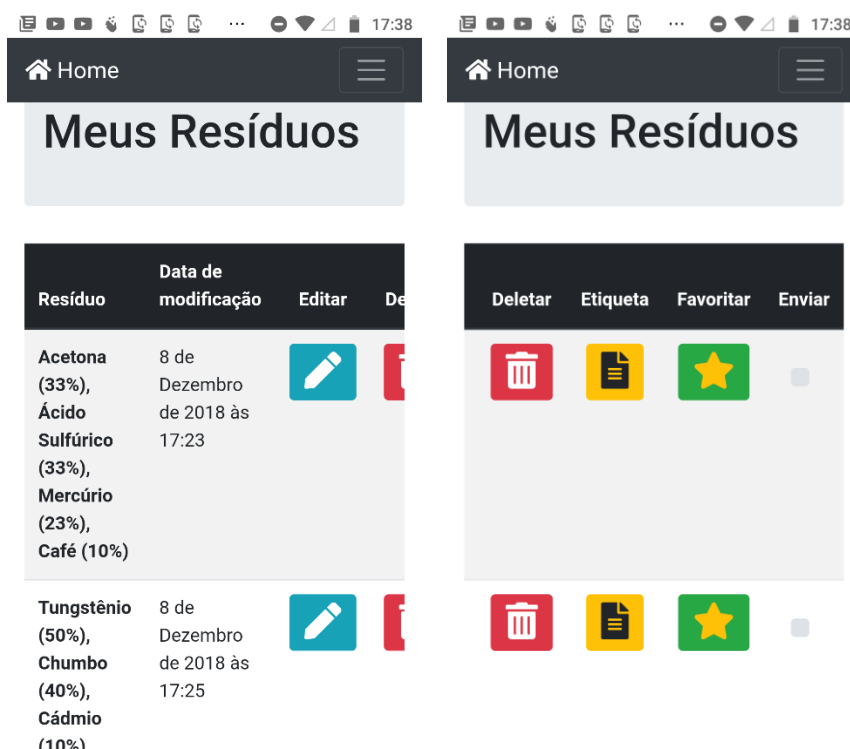 17:38
Home
Meus Resíduos
Resíduo
Data de
modificação
Editar
De
Acetona
(33%),
Ácido
Sulfúrico
(33%),
Mercúrio
(23%),
Café (10%)
8 de
Dezembro
de 2018 às
17:23
Tungstênio
(50%),
Chumbo
(40%),
Cádmio
(10%)
8 de
Dezembro
de 2018 às
17:25
17:38
Home
Meus Resíduos
Deletar
Etiqueta
Favoritar
Enviar